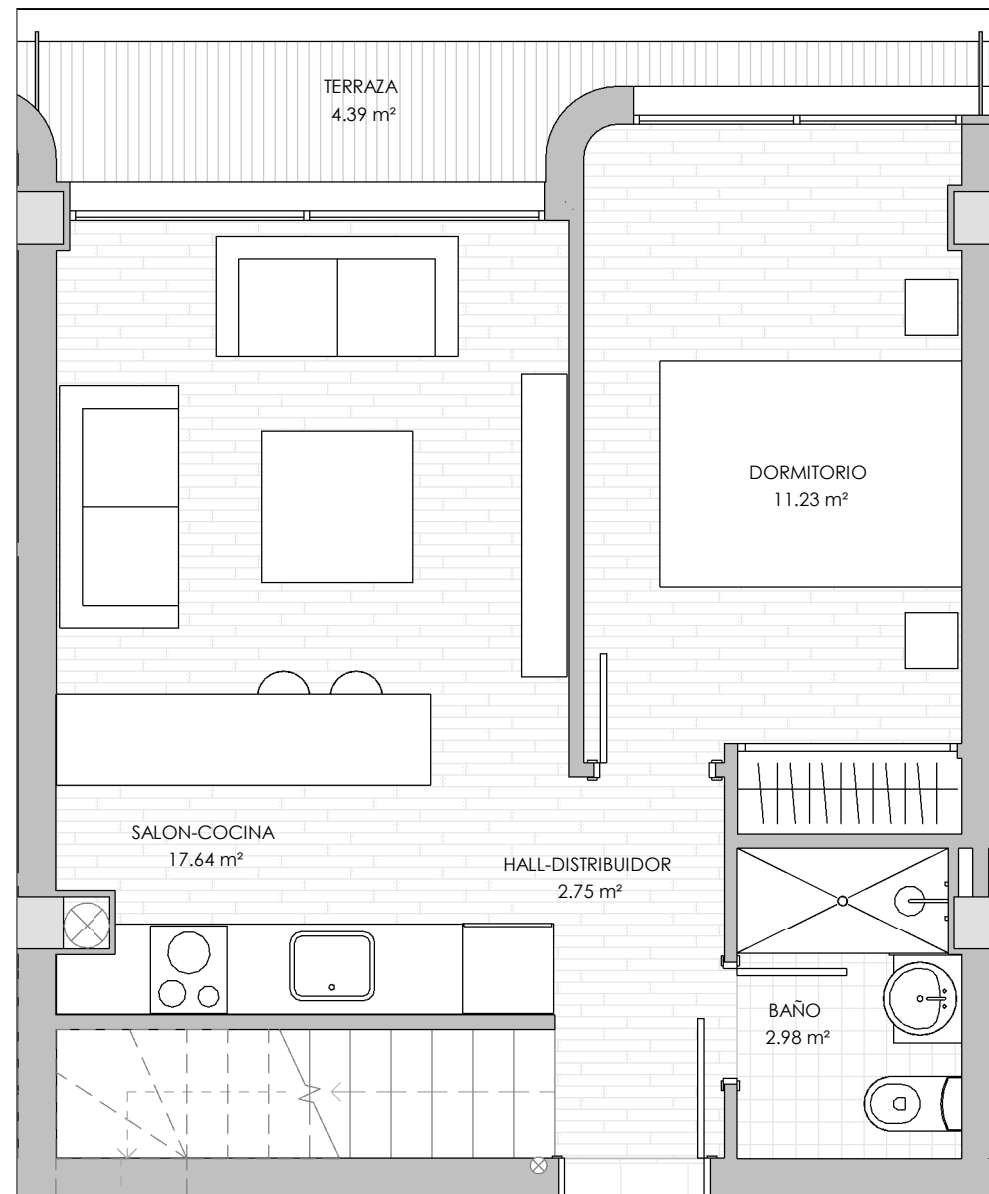 TERRAZA
4.39 m²
DORMITORIO
11.23 m²
SALON-COCINA
17.64 m²
HALL-DISTRIBUIDOR
2.75 m²
BAÑO
2.98 m²